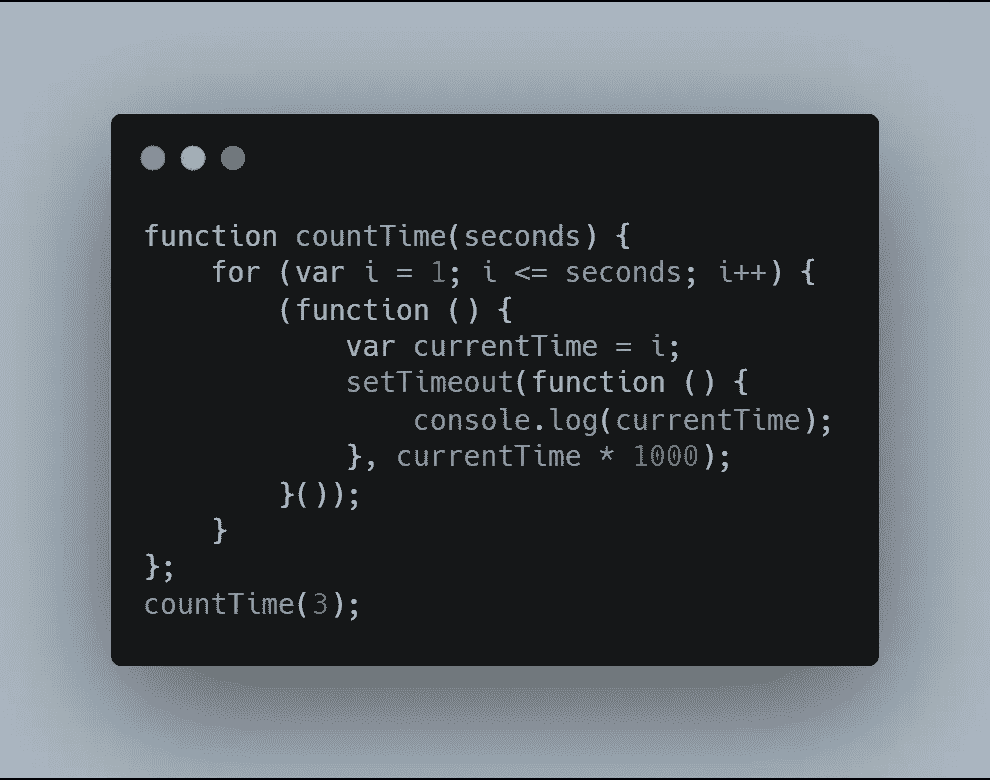 function countTime(seconds) {
    for (var i = 1; i <= seconds; i++) {
        (function () {
            var currentTime = i;
            setTimeout(function () {
                console.log(currentTime);
            }, currentTime * 1000);
        }());
    }
};
countTime(3);